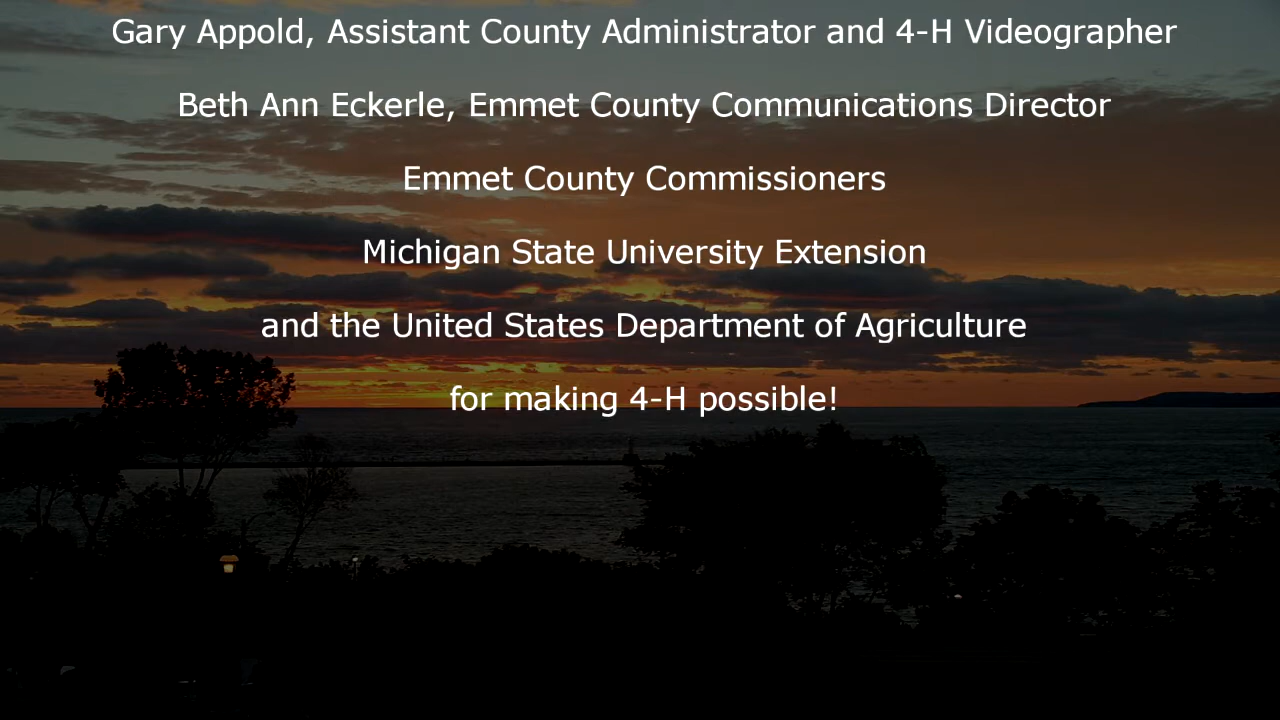 Gary Appold, Assistant County Administrator and 4-H Videographer
Beth Ann Eckerle, Emmet County Communications Director
Emmet County Commissioners
Michigan State University Extension
and the United States Department of Agriculture
for making 4-H possible!